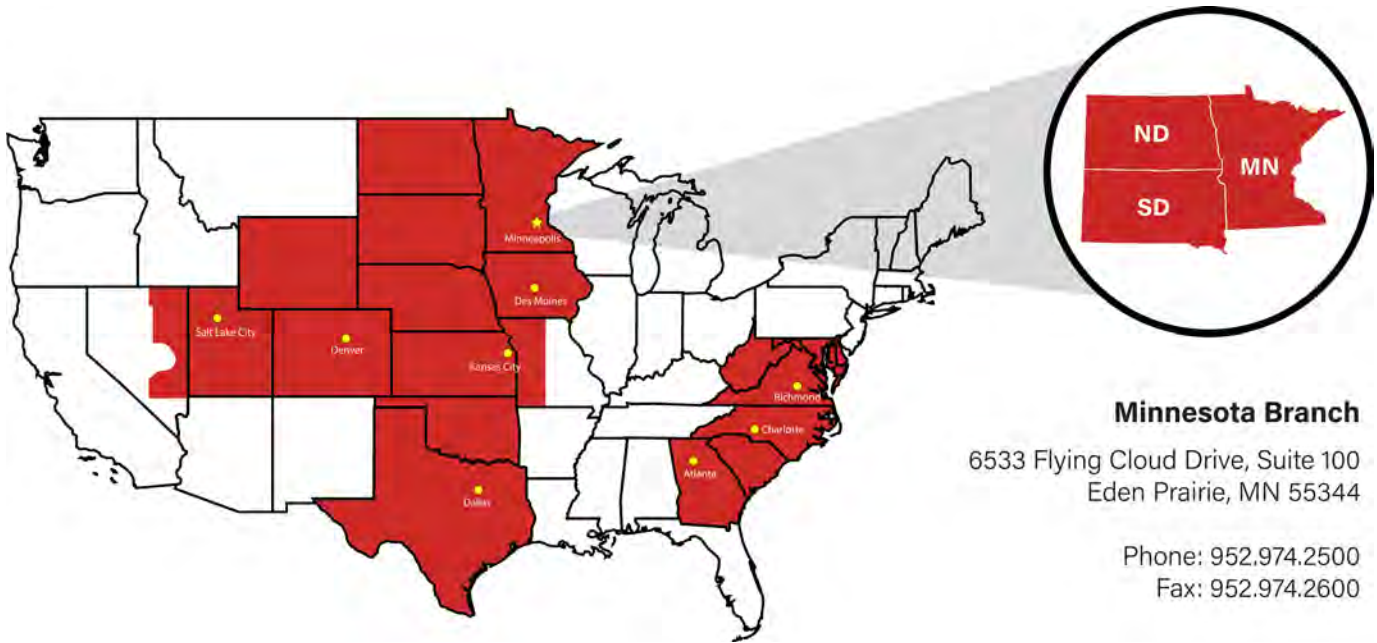 ND
MN
SD
Minneapolis
Des Moines
Salt Lake City
Denver
Kansas City
Richmond
Charlotte
Atlanta
Dallas
Minnesota Branch
6533 Flying Cloud Drive, Suite 100
Eden Prairie, MN 55344
Phone: 952.974.2500
Fax: 952.974.2600